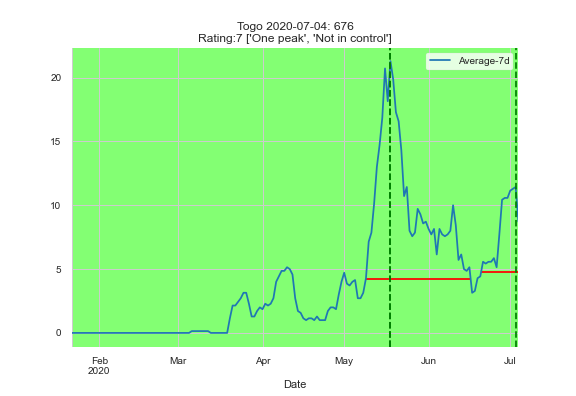 Togo 2020-07-04: 676
Rating:7 ['One peak', 'Not in control']
Average-7d
20
15
10
5
0
Feb
2020
Mar
Apr
May
Jun
Jul
Date